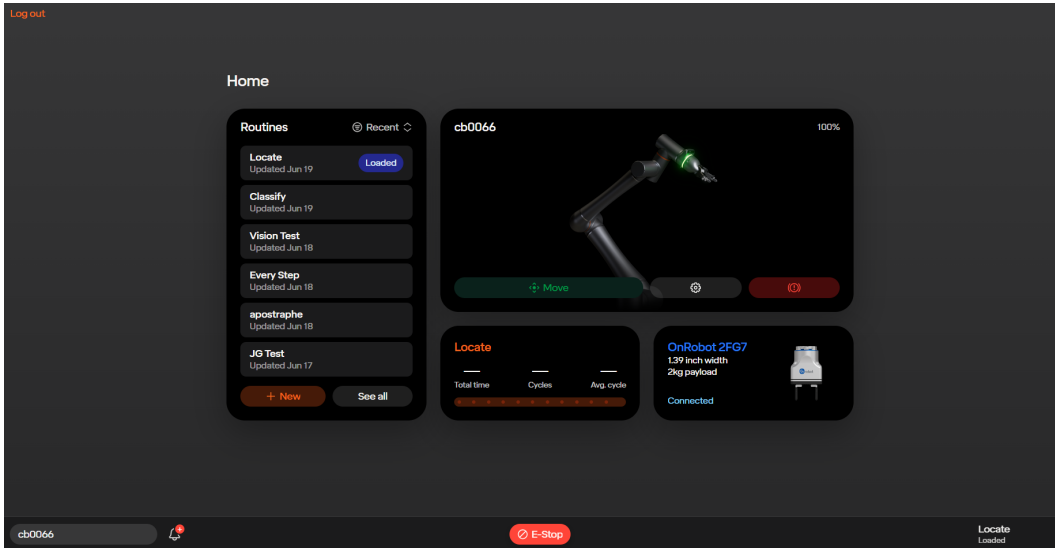 Log out
Home
Routines
Recent
Locate
Updated Jun 19
Loaded
Classify
Updated Jun 19
Vision Test
Updated Jun 18
Every Step
Updated Jun 18
apostraphe
Updated Jun 18
JG Test
Updated Jun 17
+ New
See all
cb0066
100%
Move
Locate
Total time
Cycles
Avg. cycle
OnRobot 2FG7
1.39 inch width
2kg payload
Connected
cb0066
E-Stop
Locate
Loaded